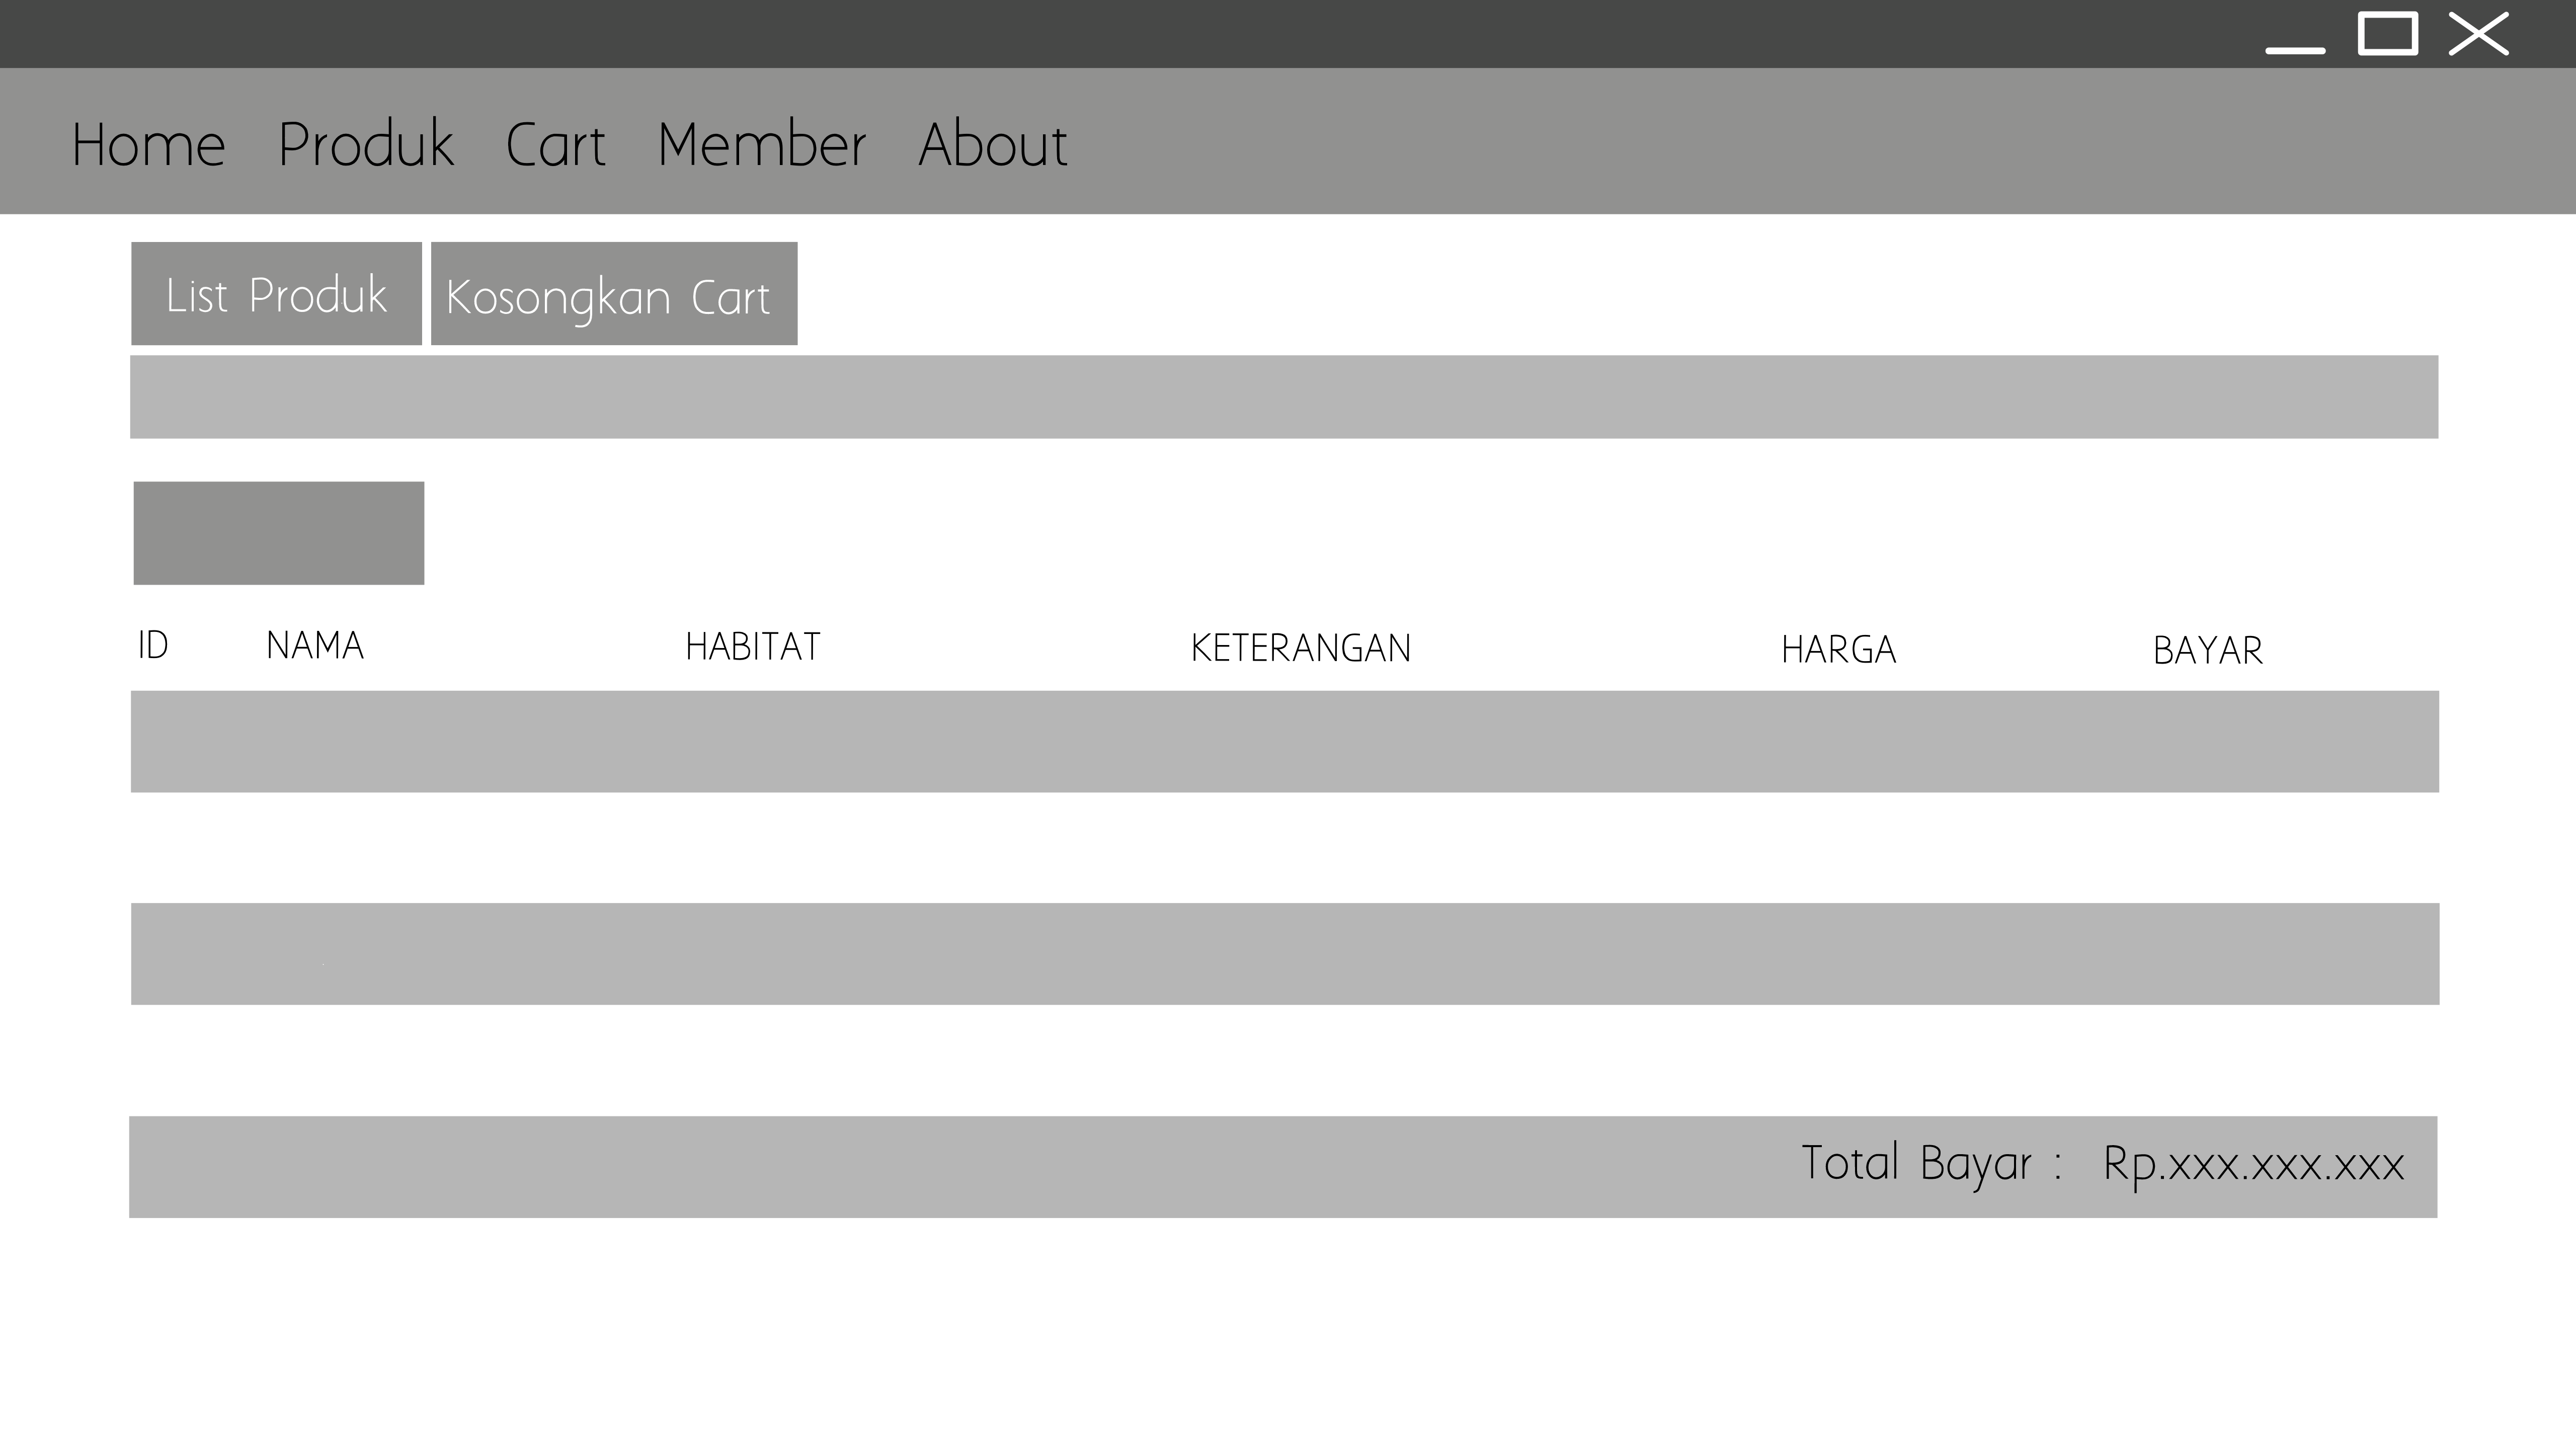 Home Produk Cart Member About
List Produk Kosongkan Cart
ID NAMA HABITAT KETERANGAN HARGA BAYAR
Total Bayar : Rp.xxx.xxx.xxx